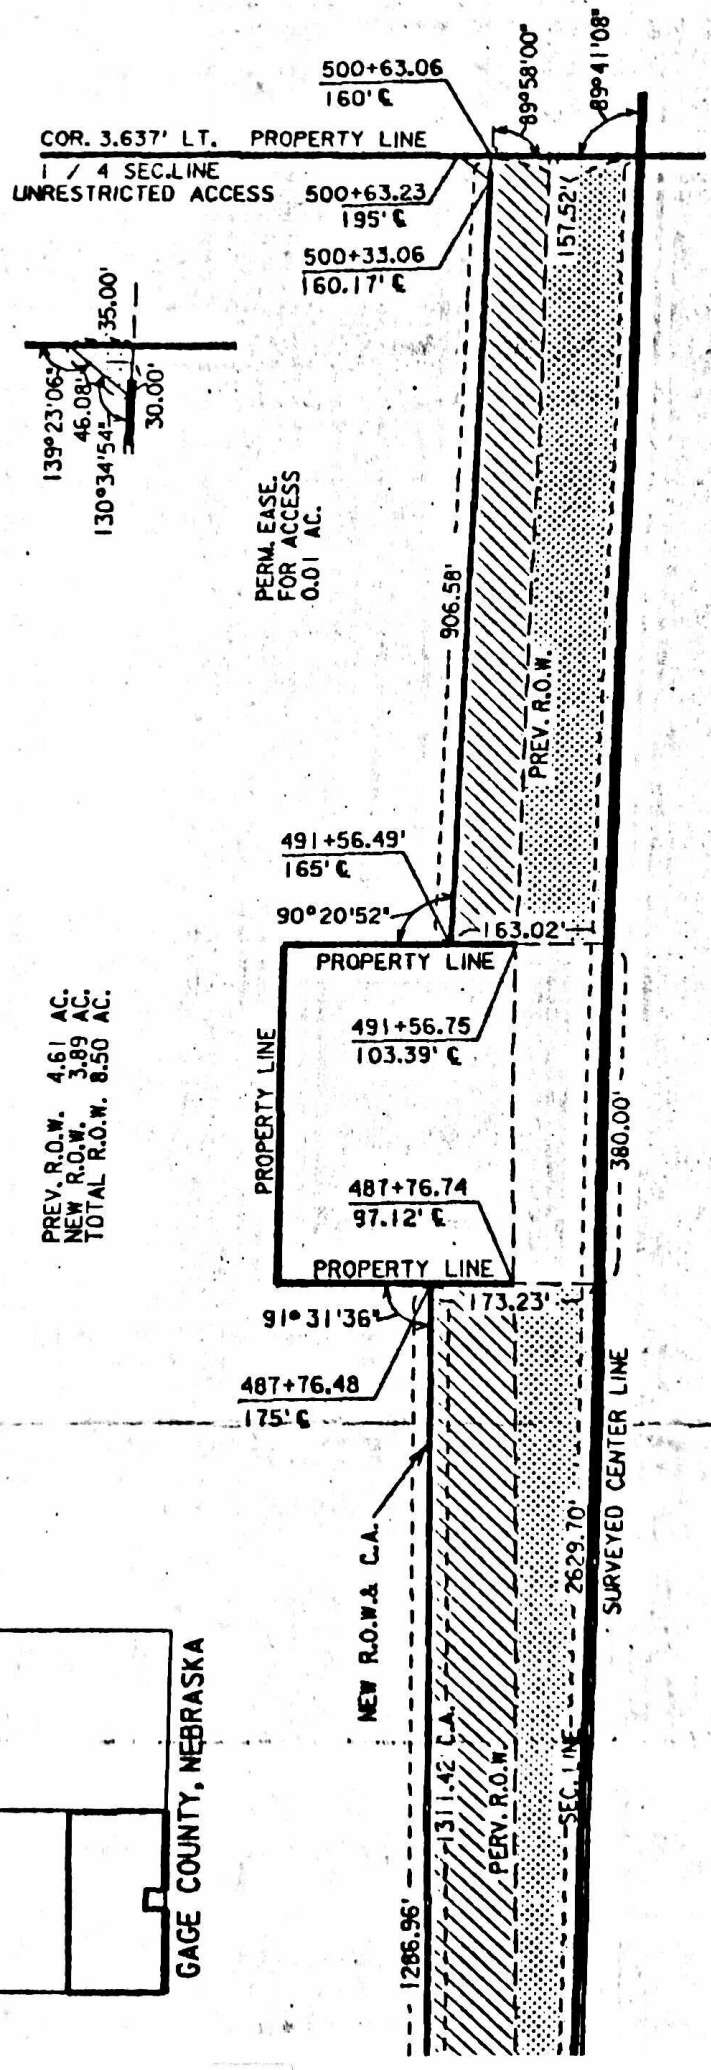 500+63.06
160' ℄
89°58'00"
89°41'08"
COR. 3.637' LT. PROPERTY LINE
1 / 4 SEC.LINE
UNRESTRICTED ACCESS
500+63.23
195' ℄
500+33.06
160.17' ℄
157.52'
35.00'
139°23'06"
46.08'
130°34'54"
30.00'
PERM. EASE.
FOR ACCESS
0.01 AC.
906.58'
PREV. R.O.W.
491+56.49'
165' ℄
90°20'52"
163.02'
PROPERTY LINE
491+56.75
103.39' ℄
PROPERTY LINE
PREV. R.O.W. 4.61 AC.
NEW R.O.W. 3.89 AC.
TOTAL R.O.W. 8.50 AC.
380.00'
487+76.74
97.12' ℄
PROPERTY LINE
173.23'
91°31'36"
487+76.48
175' ℄
NEW R.O.W.& C.A.
SURVEYED CENTER LINE
2629.70'
1311.42 C.A.
PERV. R.O.W.
SEC. LINE
1286.96'
GAGE COUNTY, NEBRASKA